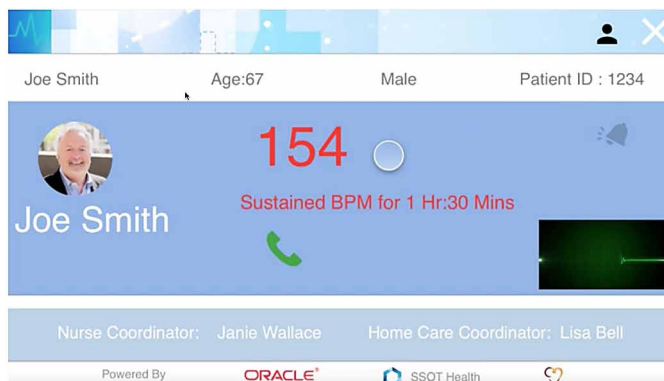 Joe Smith Age:67 Male Patient ID : 1234
154
Sustained BPM for 1 Hr:30 Mins
Joe Smith
Nurse Coordinator: Janie Wallace Home Care Coordinator: Lisa Bell
Powered By ORACLE® SSOT Health